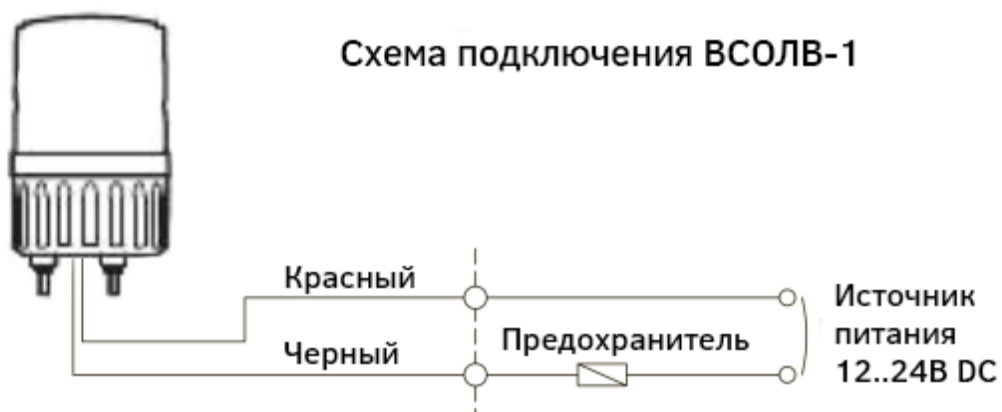 Схема подключения ВСОЛВ-1
Красный
Черный
Предохранитель
Источник
питания
12..24В DC